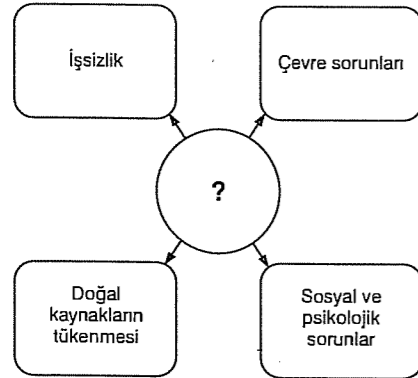 İşsizlik
Çevre sorunları
?
Doğal
kaynakların
tükenmesi
Sosyal ve
psikolojik
sorunlar